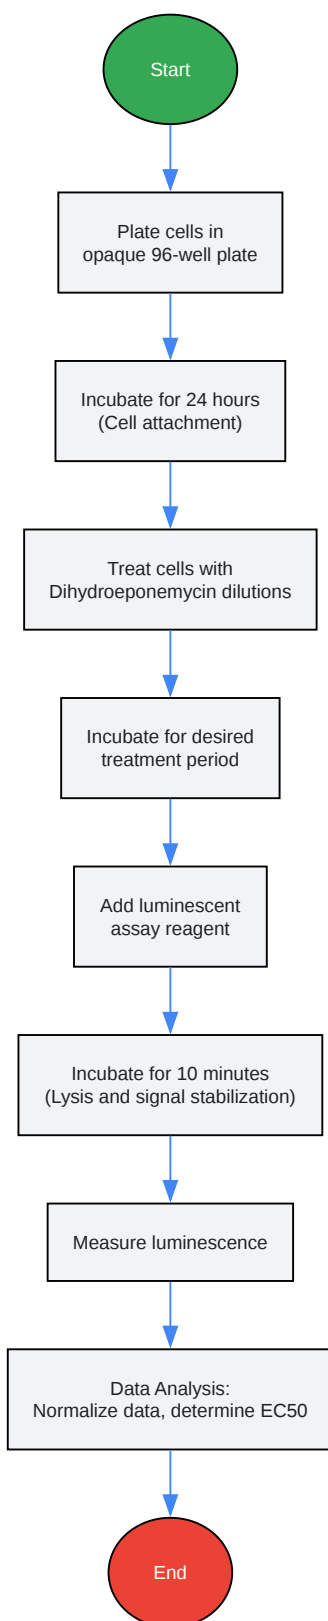 Start
Plate cells in
opaque 96-well plate
Incubate for 24 hours
(Cell attachment)
Treat cells with
Dihydroeponemycin dilutions
Incubate for desired
treatment period
Add luminescent
assay reagent
Incubate for 10 minutes
(Lysis and signal stabilization)
Measure luminescence
Data Analysis:
Normalize data, determine EC50
End